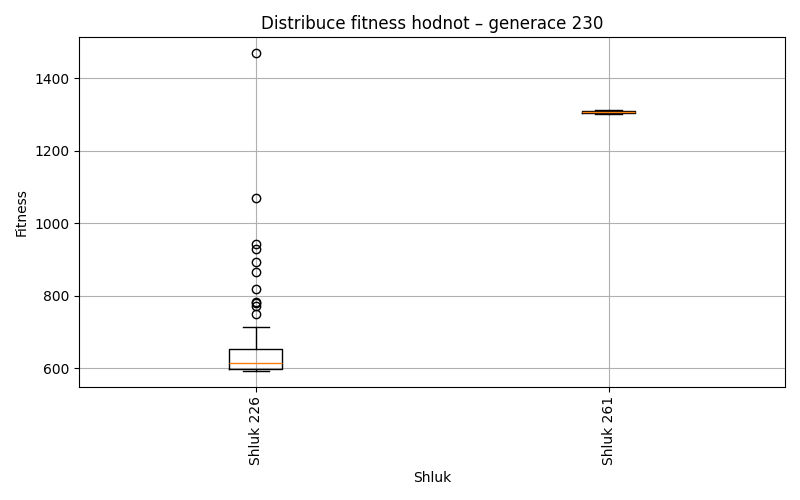 Distribuce fitness hodnot – generace 230
1400
1200
1000
800
600
Fitness
Shluk 226
Shluk 261
Shluk